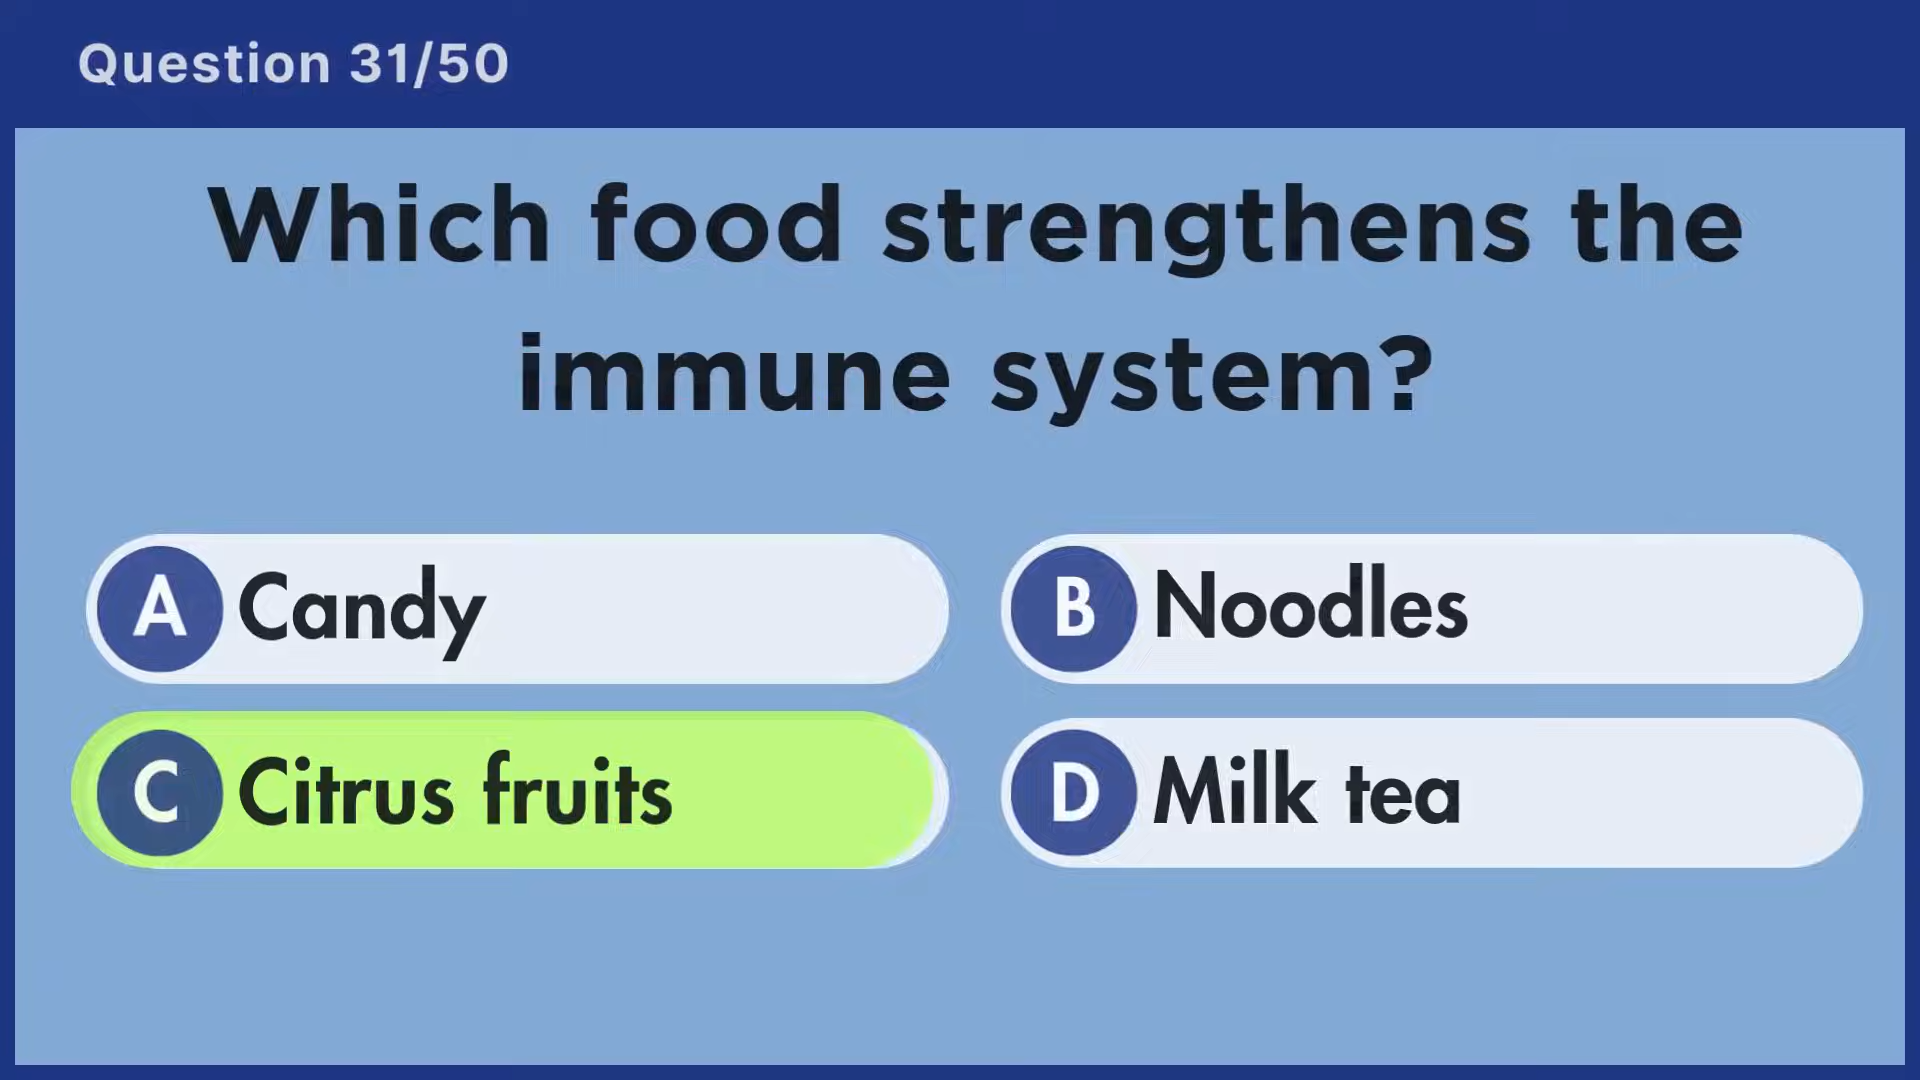 Question 31/50
Which food strengthens the
immune system?
A Candy
B Noodles
C Citrus fruits
D Milk tea